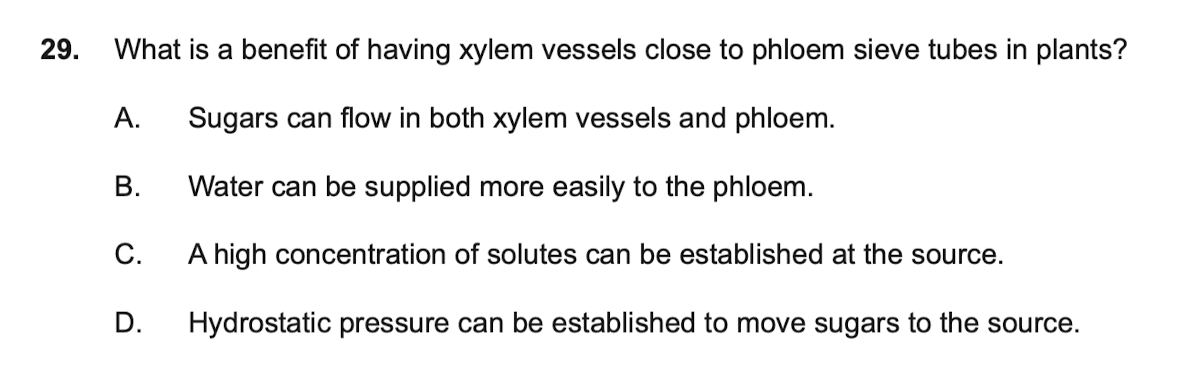 29. What is a benefit of having xylem vessels close to phloem sieve tubes in plants?
A. Sugars can flow in both xylem vessels and phloem.
B. Water can be supplied more easily to the phloem.
C. A high concentration of solutes can be established at the source.
D. Hydrostatic pressure can be established to move sugars to the source.